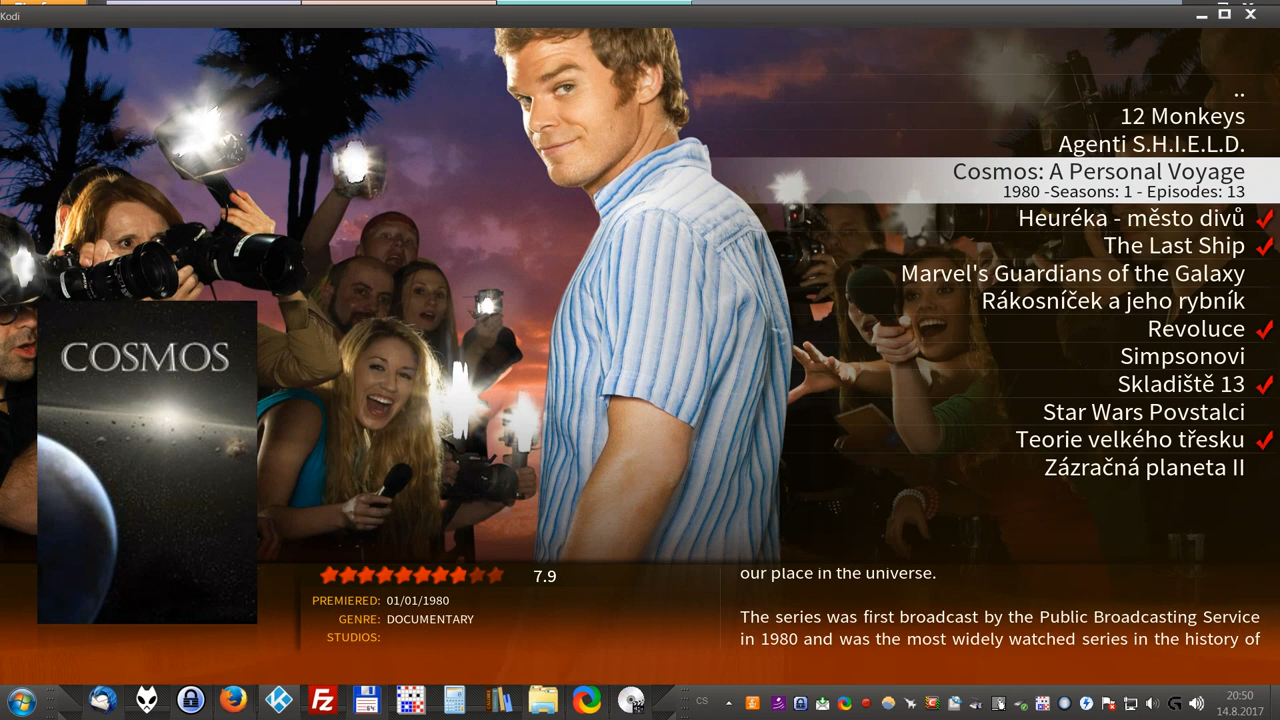 Kodi
..
12 Monkeys
Agenti S.H.I.E.L.D.
Cosmos: A Personal Voyage
1980 -Seasons: 1 - Episodes: 13
Heuréka - město divů
The Last Ship
Marvel's Guardians of the Galaxy
Rákosníček a jeho rybník
Revoluce
Simpsonovi
Skladiště 13
Star Wars Povstalci
Teorie velkého třesku
Zázračná planeta II
COSMOS
7.9
PREMIERED: 01/01/1980
GENRE: DOCUMENTARY
STUDIOS:
our place in the universe.
The series was first broadcast by the Public Broadcasting Service
in 1980 and was the most widely watched series in the history of
64
CS
20:50
14.8.2017